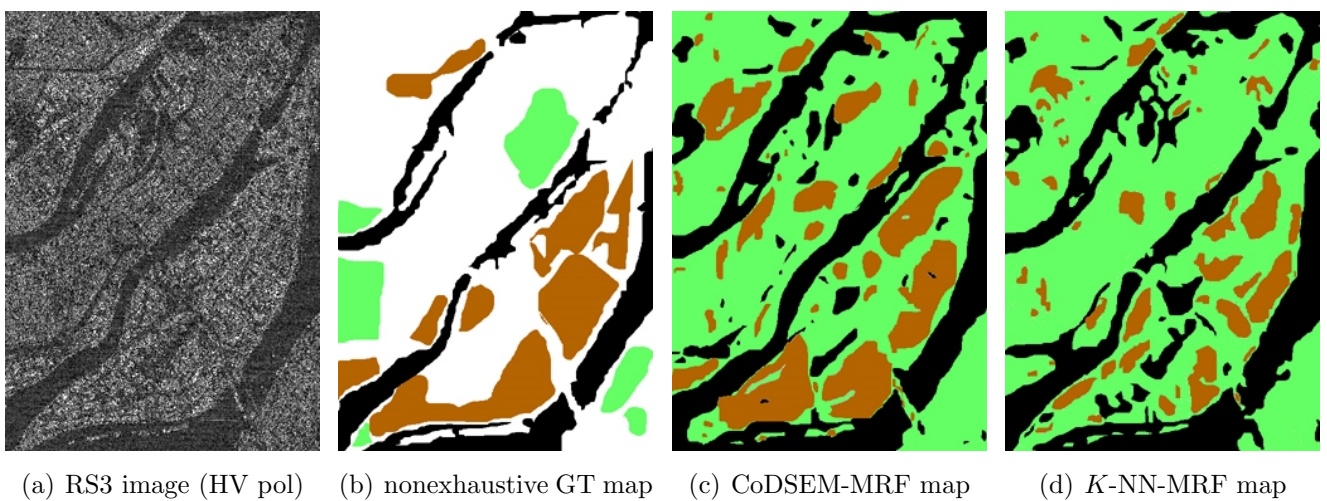 (a) RS3 image (HV pol) (b) nonexhaustive GT map (c) CoDSEM-MRF map (d) K-NN-MRF map